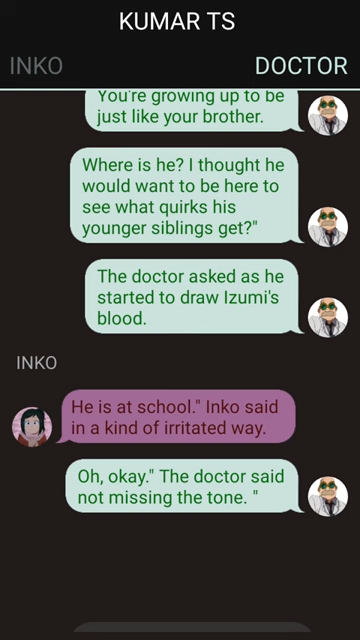 KUMAR TS
INKO
DOCTOR
You're growing up to be
just like your brother.
Where is he? I thought he
would want to be here to
see what quirks his
younger siblings get?"
The doctor asked as he
started to draw Izumi's
blood.
INKO
He is at school." Inko said
in a kind of irritated way.
Oh, okay." The doctor said
not missing the tone. "